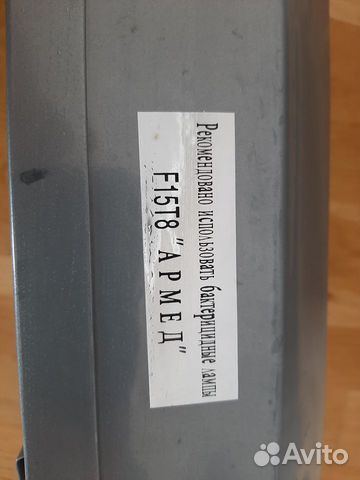 Рекомендовано использовать бактерицидные лампы
F15T8 "АРМЕД"
Avito